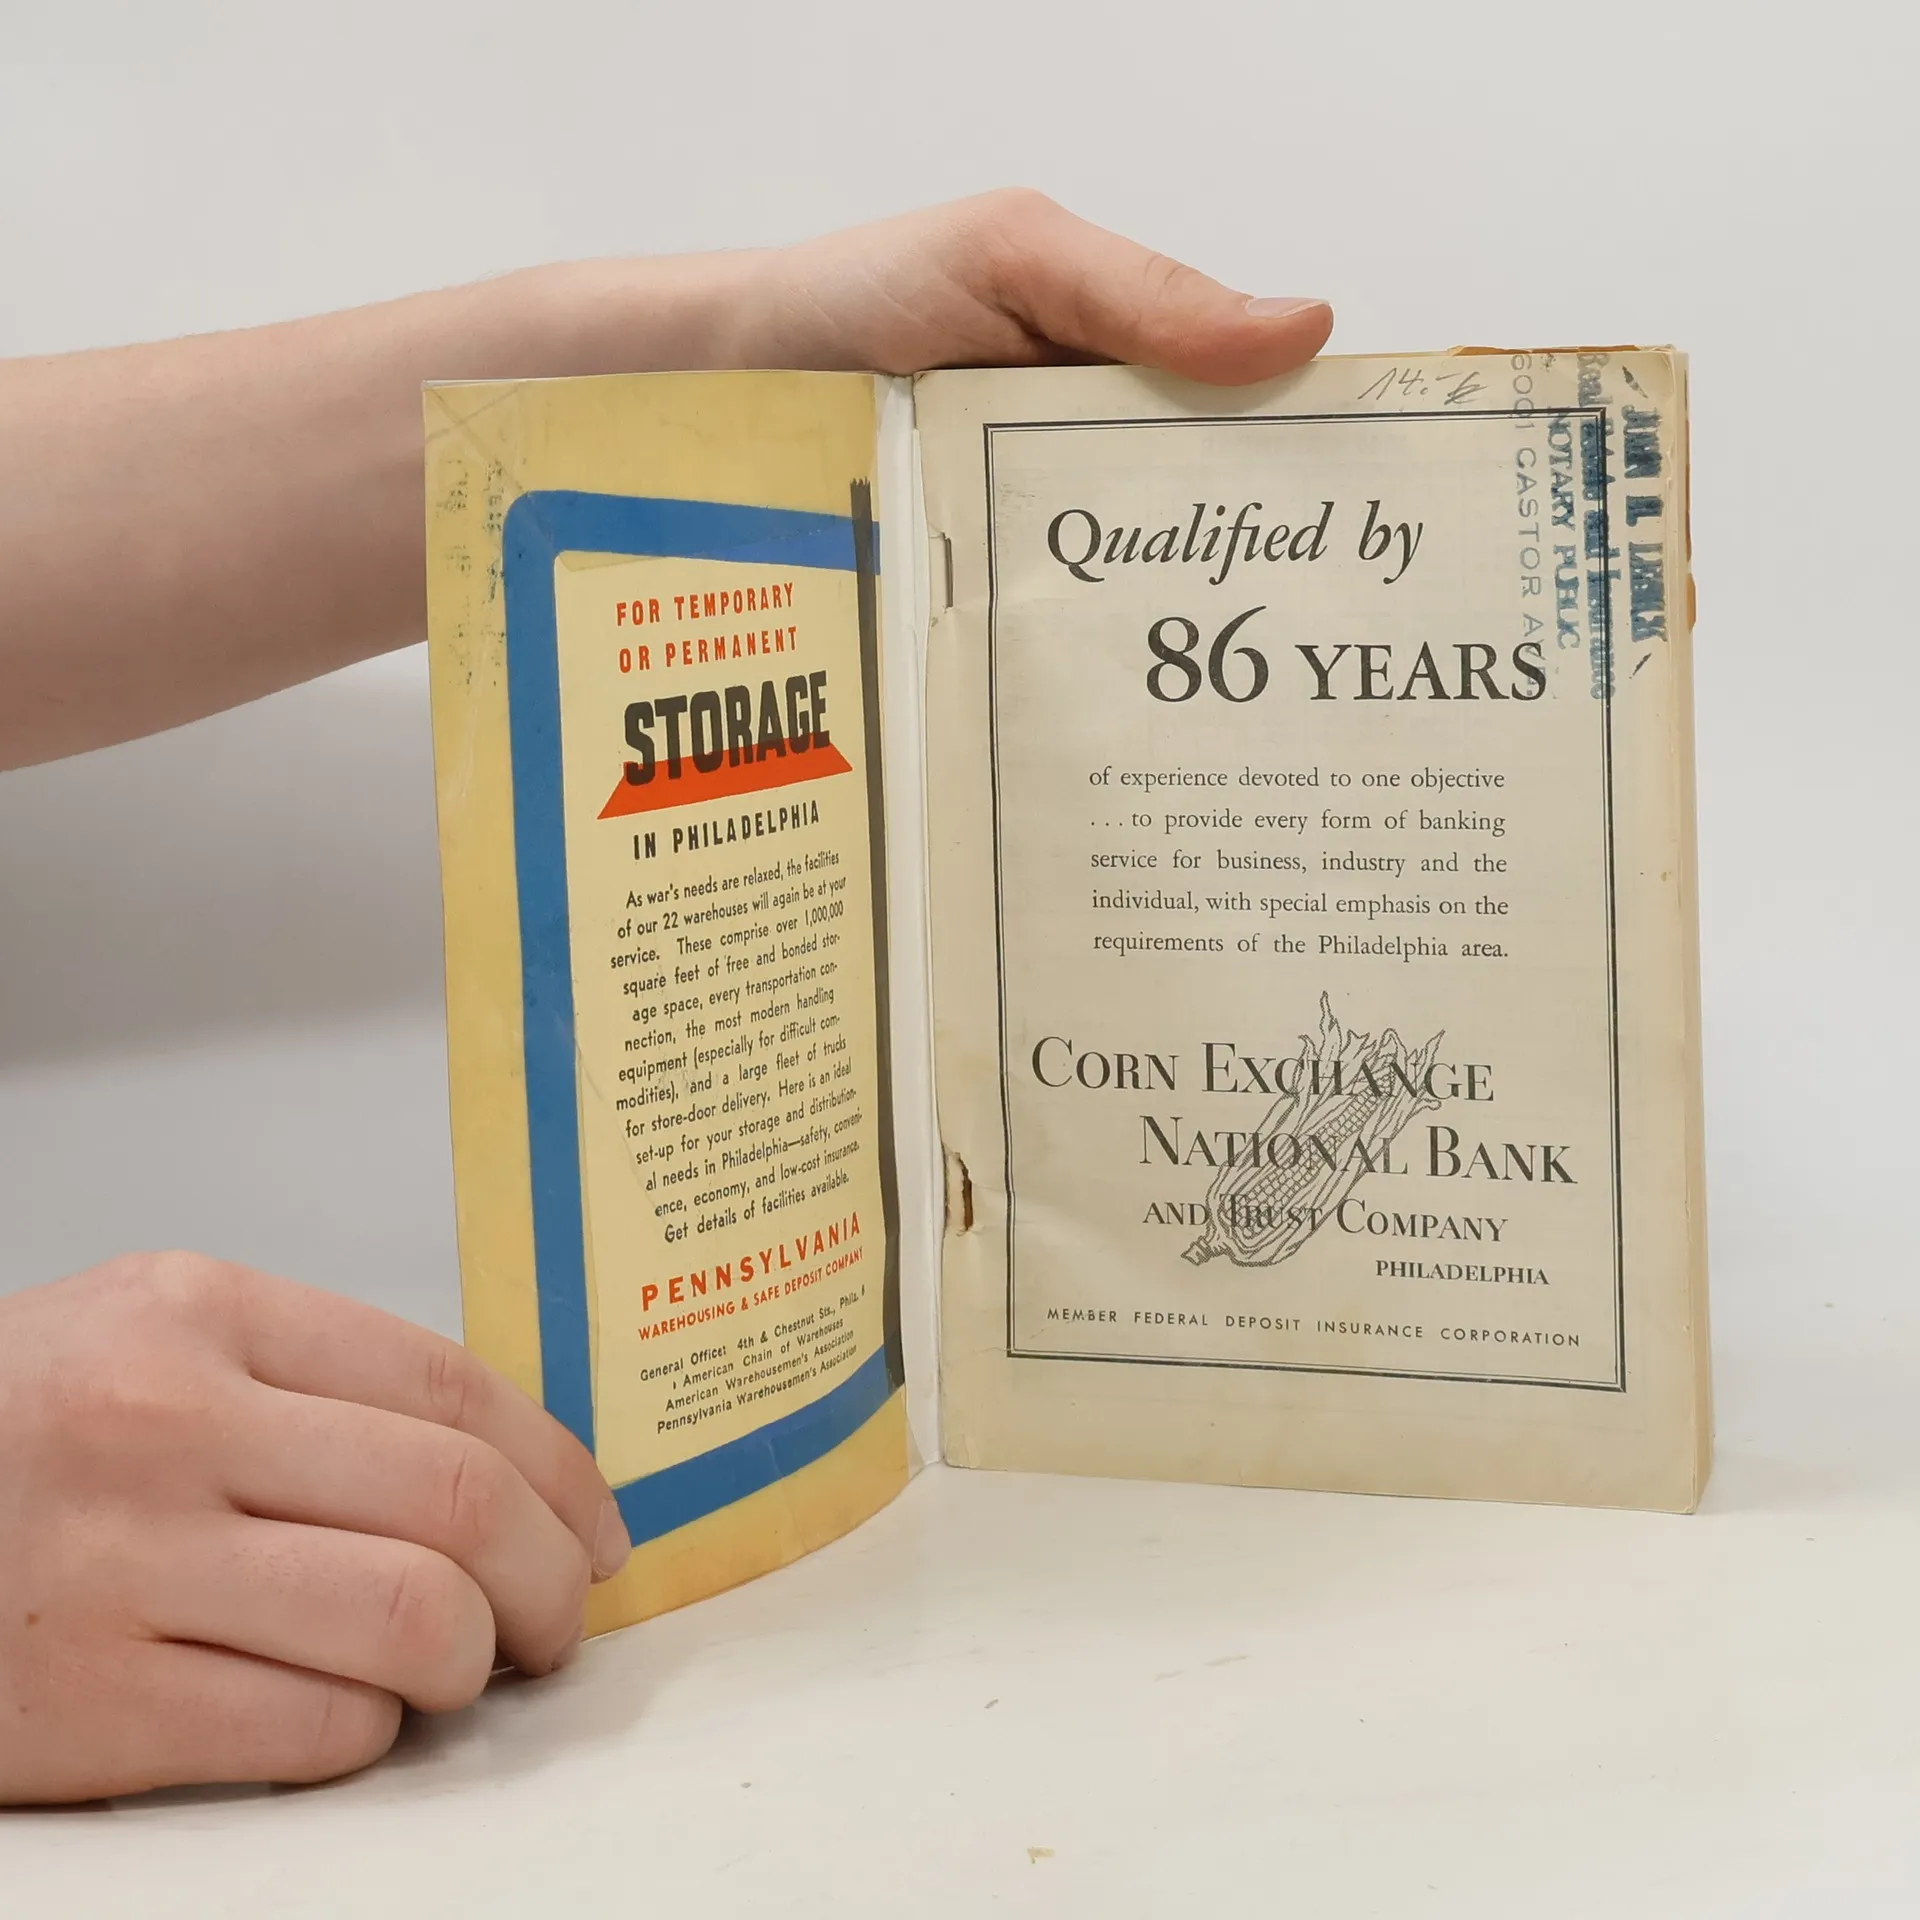 FOR TEMPORARY
OR PERMANENT
STORAGE
IN PHILADELPHIA
As war's needs are relaxed, the facilities
of our 22 warehouses will again be at your
service. These comprise over 1,000,000
square feet of free and bonded stor-
age space, every transportation con-
nection, the most modern handling
equipment (especially for difficult com-
modities), and a large fleet of trucks
for store-door delivery. Here is an ideal
set-up for your storage and distribution-
al needs in Philadelphia—safety, conveni-
ence, economy, and low-cost insurance.
Get details of facilities available.
PENNSYLVANIA
WAREHOUSING & SAFE DEPOSIT COMPANY
General Office: 4th & Chestnut Sts., Phila. 6
American Chain of Warehouses
American Warehousemen's Association
Pennsylvania Warehousemen's Association
14.-
Real Estate and Insurance
NOTARY PUBLIC
6001 CASTOR AVE.
Qualified by
86 YEARS
of experience devoted to one objective
. . . to provide every form of banking
service for business, industry and the
individual, with special emphasis on the
requirements of the Philadelphia area.
CORN EXCHANGE
NATIONAL BANK
AND TRUST COMPANY
PHILADELPHIA
MEMBER FEDERAL DEPOSIT INSURANCE CORPORATION